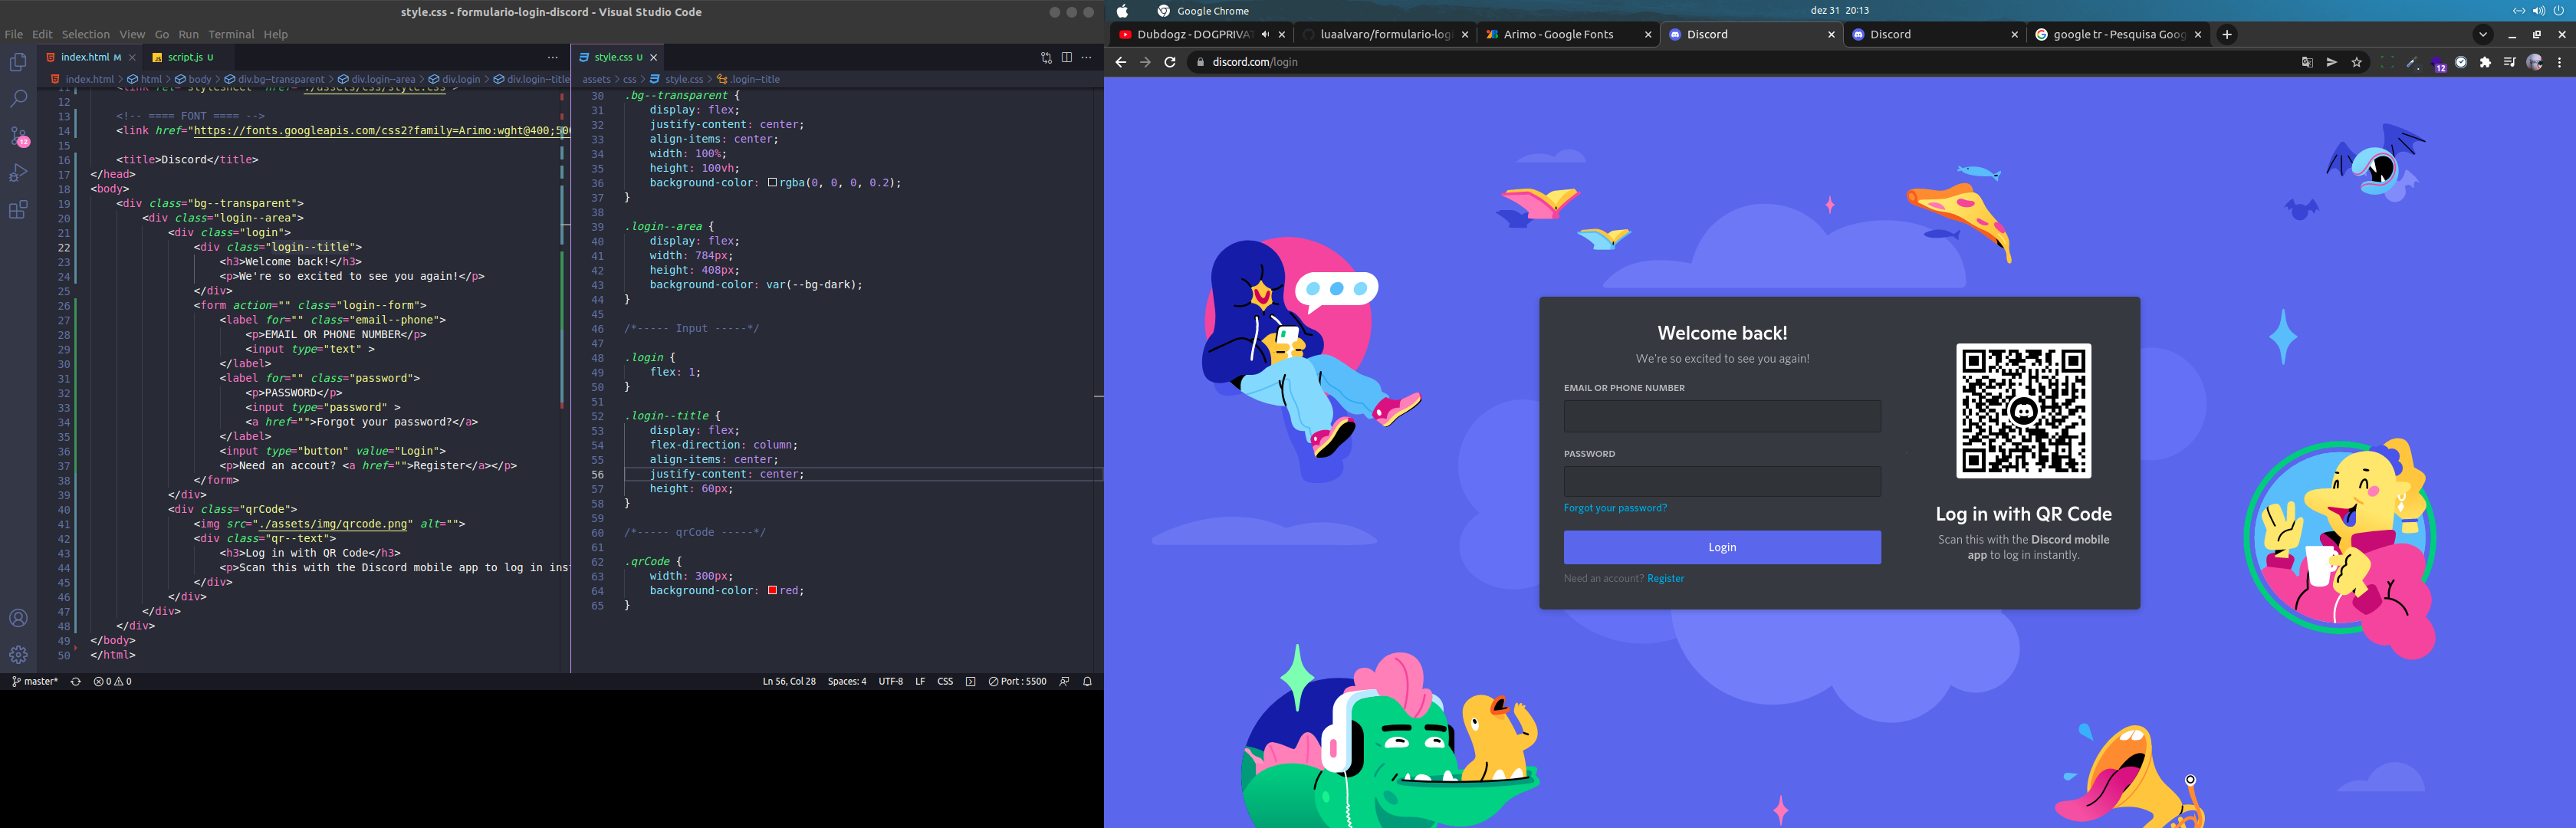 style.css - formulario-login-discord - Visual Studio Code
File Edit Selection View Go Run Terminal Help
index.html M
script.js U
index.html > html > body > div.bg--transparent > div.login--area > div.login > div.login--title
11 <link rel="stylesheet" href="./assets/css/style.css">
12
13 <!-- ==== FONT ==== -->
14 <link href="https://fonts.googleapis.com/css2?family=Arimo:wght@400;50
15
16 <title>Discord</title>
17 </head>
18 <body>
19 <div class="bg--transparent">
20 <div class="login--area">
21 <div class="login">
22 <div class="login--title">
23 <h3>Welcome back!</h3>
24 <p>We're so excited to see you again!</p>
25 </div>
26 <form action="" class="login--form">
27 <label for="" class="email--phone">
28 <p>EMAIL OR PHONE NUMBER</p>
29 <input type="text" >
30 </label>
31 <label for="" class="password">
32 <p>PASSWORD</p>
33 <input type="password" >
34 <a href="">Forgot your password?</a>
35 </label>
36 <input type="button" value="Login">
37 <p>Need an accout? <a href="">Register</a></p>
38 </form>
39 </div>
40 <div class="qrCode">
41 <img src="./assets/img/qrcode.png" alt="">
42 <div class="qr--text">
43 <h3>Log in with QR Code</h3>
44 <p>Scan this with the Discord mobile app to log in ins
45 </div>
46 </div>
47 </div>
48 </div>
49 </body>
50 </html>
style.css U
assets > css > style.css > .login--title
30 .bg--transparent {
31 display: flex;
32 justify-content: center;
33 align-items: center;
34 width: 100%;
35 height: 100vh;
36 background-color: rgba(0, 0, 0, 0.2);
37 }
38
39 .login--area {
40 display: flex;
41 width: 784px;
42 height: 408px;
43 background-color: var(--bg-dark);
44 }
45
46 /*----- Input -----*/
47
48 .login {
49 flex: 1;
50 }
51
52 .login--title {
53 display: flex;
54 flex-direction: column;
55 align-items: center;
56 justify-content: center;
57 height: 60px;
58 }
59
60 /*----- qrCode -----*/
61
62 .qrCode {
63 width: 300px;
64 background-color: red;
65 }
12
master* 0 0
Ln 56, Col 28 Spaces: 4 UTF-8 LF CSS Port : 5500
Google Chrome
dez 31 20:13
Dubdogz - DOGPRIVA
luaalvaro/formulario-logi
Arimo - Google Fonts
Discord
Discord
google tr - Pesquisa Goog
discord.com/login
12
Welcome back!
We're so excited to see you again!
EMAIL OR PHONE NUMBER
PASSWORD
Forgot your password?
Login
Need an account? Register
Log in with QR Code
Scan this with the Discord mobile
app to log in instantly.